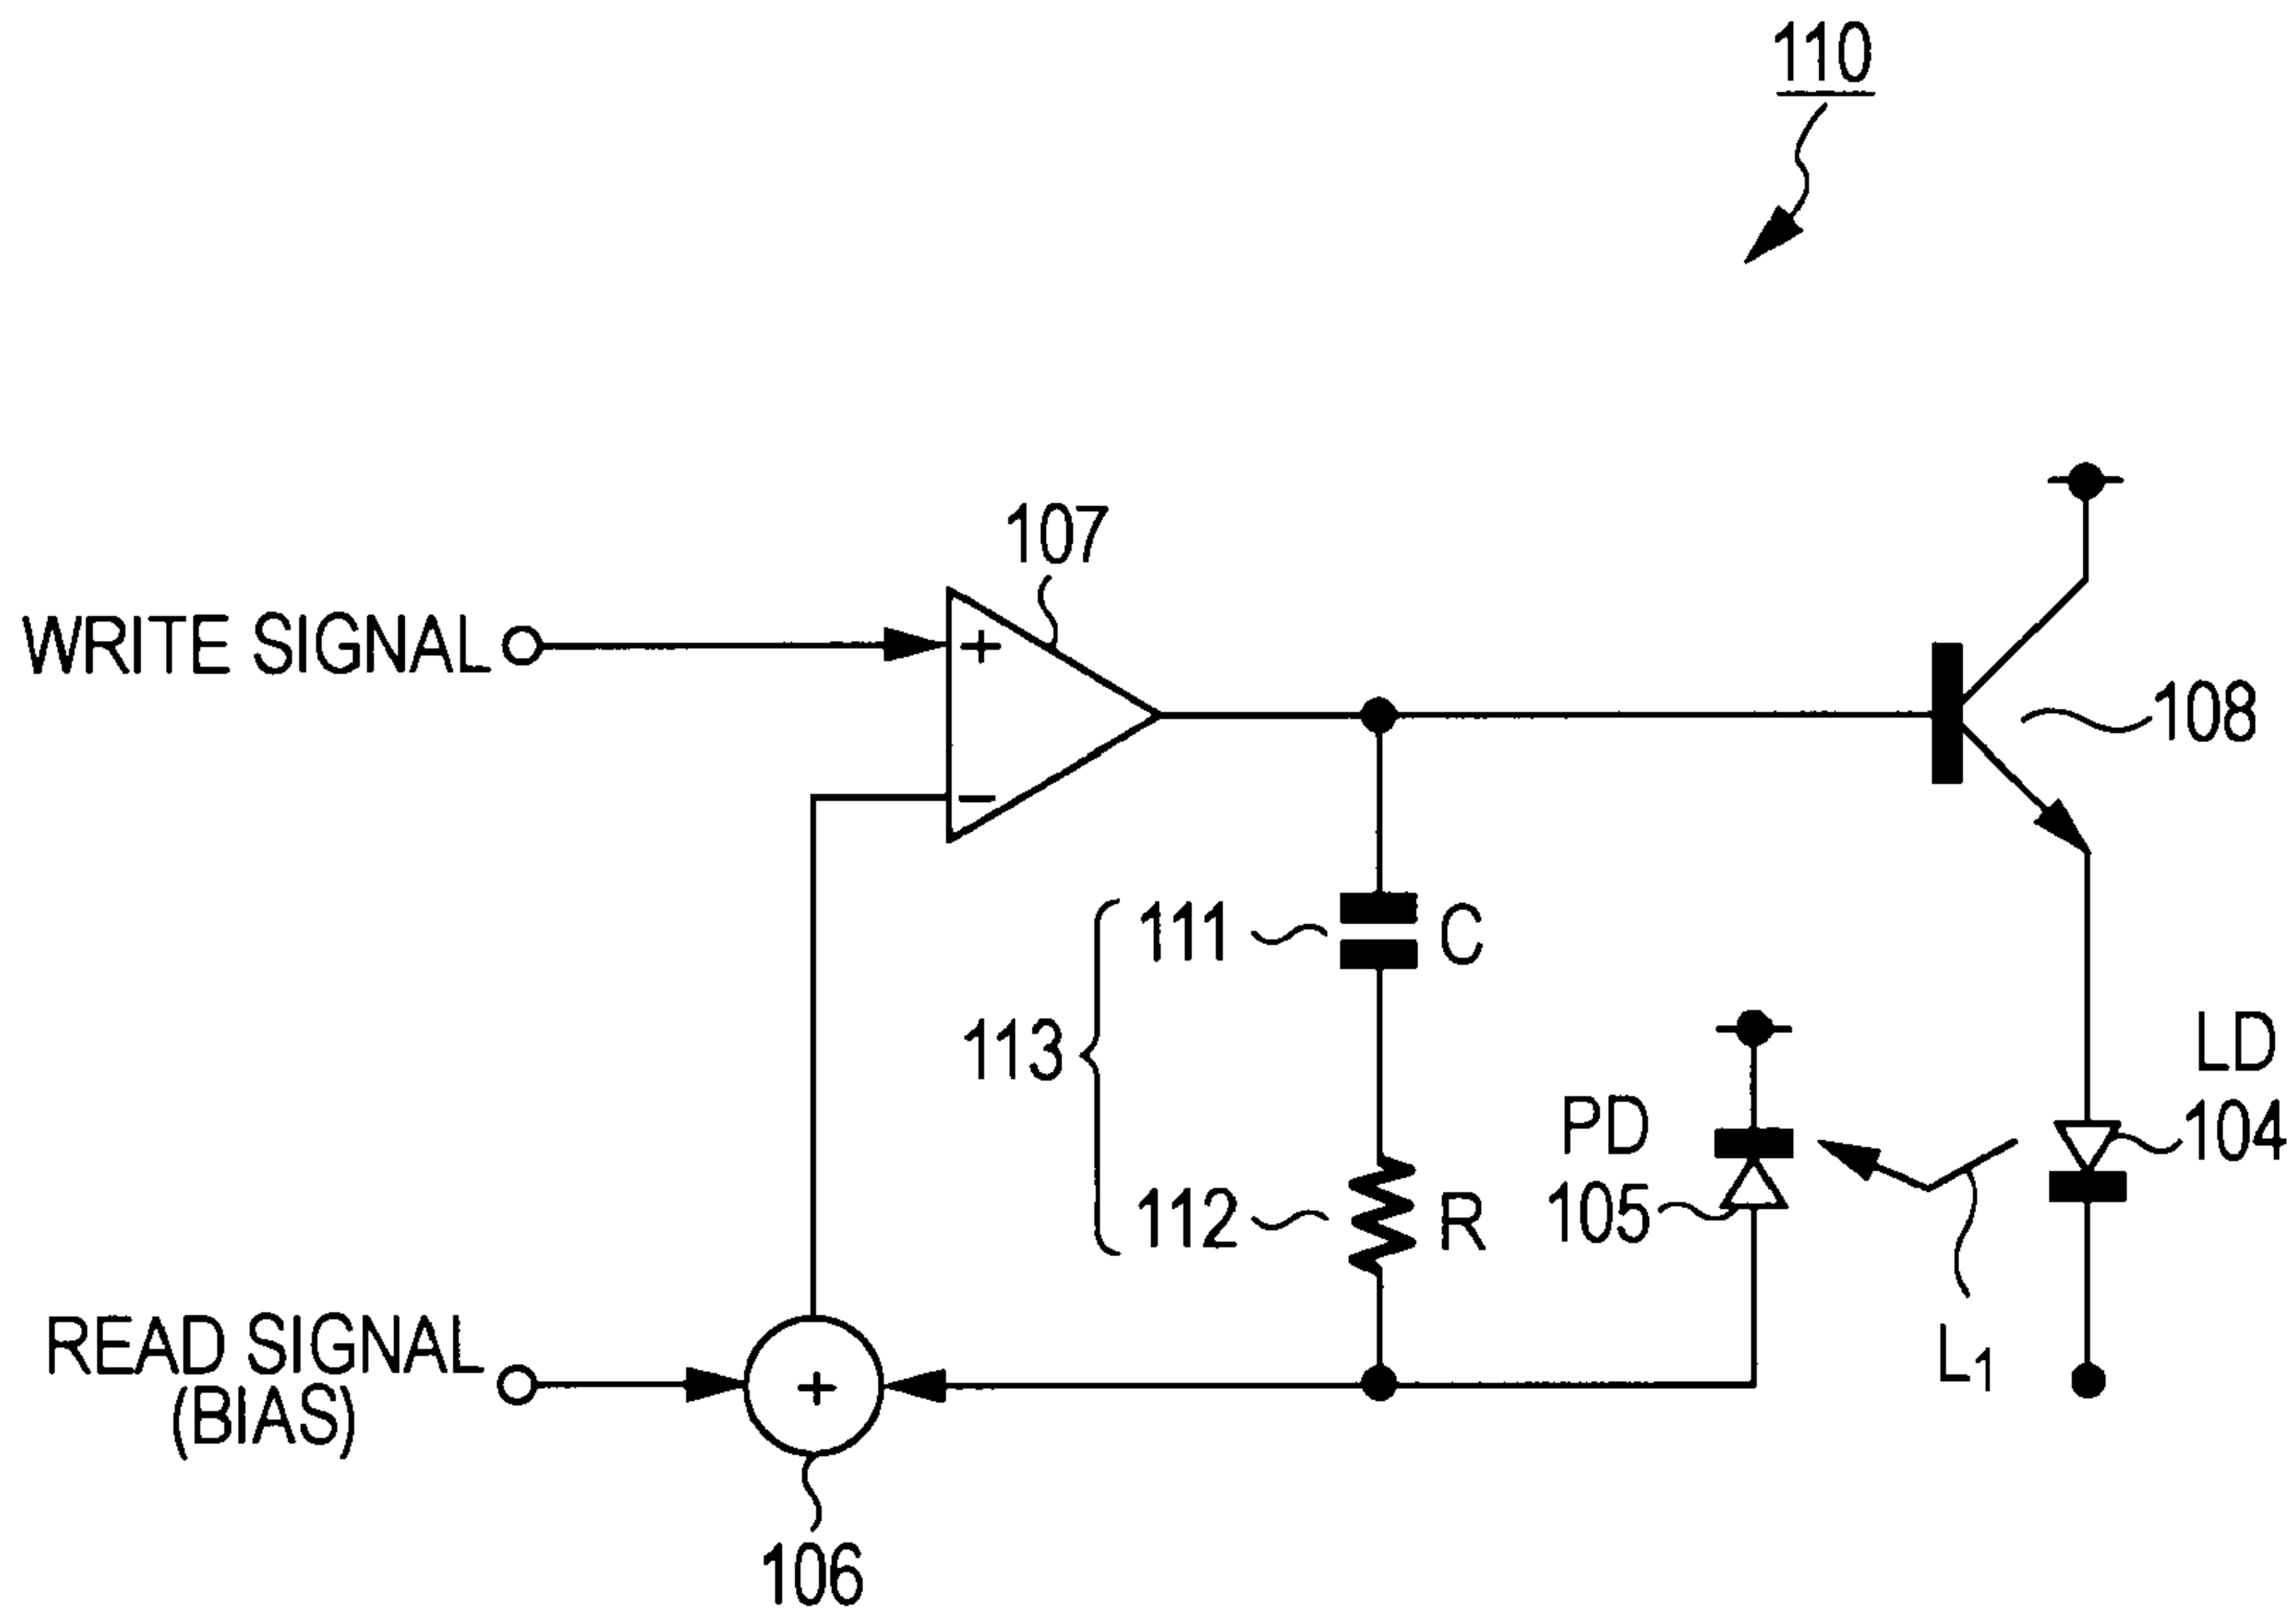 110
107
WRITE SIGNAL
+
108
−
111
C
113
LD
PD
104
105
112
R
READ SIGNAL
(BIAS)
+
L1
106